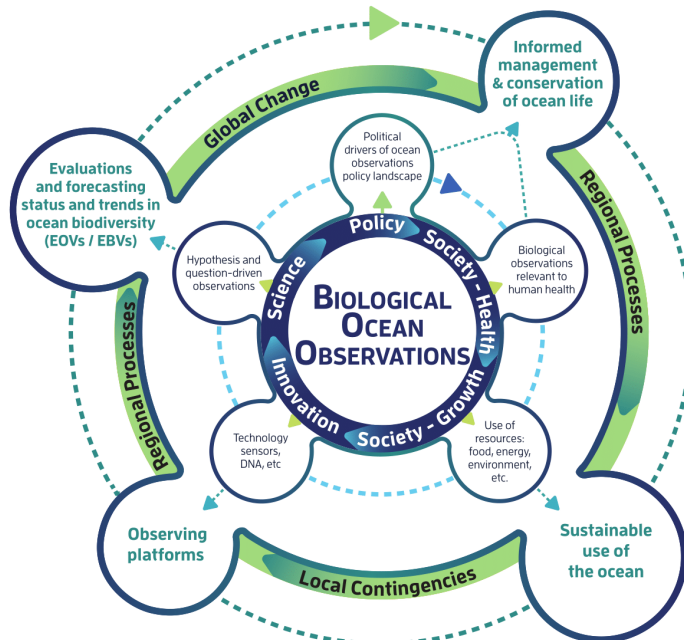 Informed
management
& conservation
of ocean life
Global Change
Political
drivers of ocean
observations
policy landscape
Evaluations
and forecasting
status and trends in
ocean biodiversity
(EOVs / EBVs)
Regional Processes
Policy
Society - Health
Hypothesis and
question-driven
observations
Science
Biological
observations
relevant to
human health
BIOLOGICAL
OCEAN
OBSERVATIONS
Regional Processes
Innovation
Society - Growth
Technology
sensors,
DNA, etc
Use of
resources:
food, energy,
environment,
etc.
Observing
platforms
Sustainable
use of
the ocean
Local Contingencies